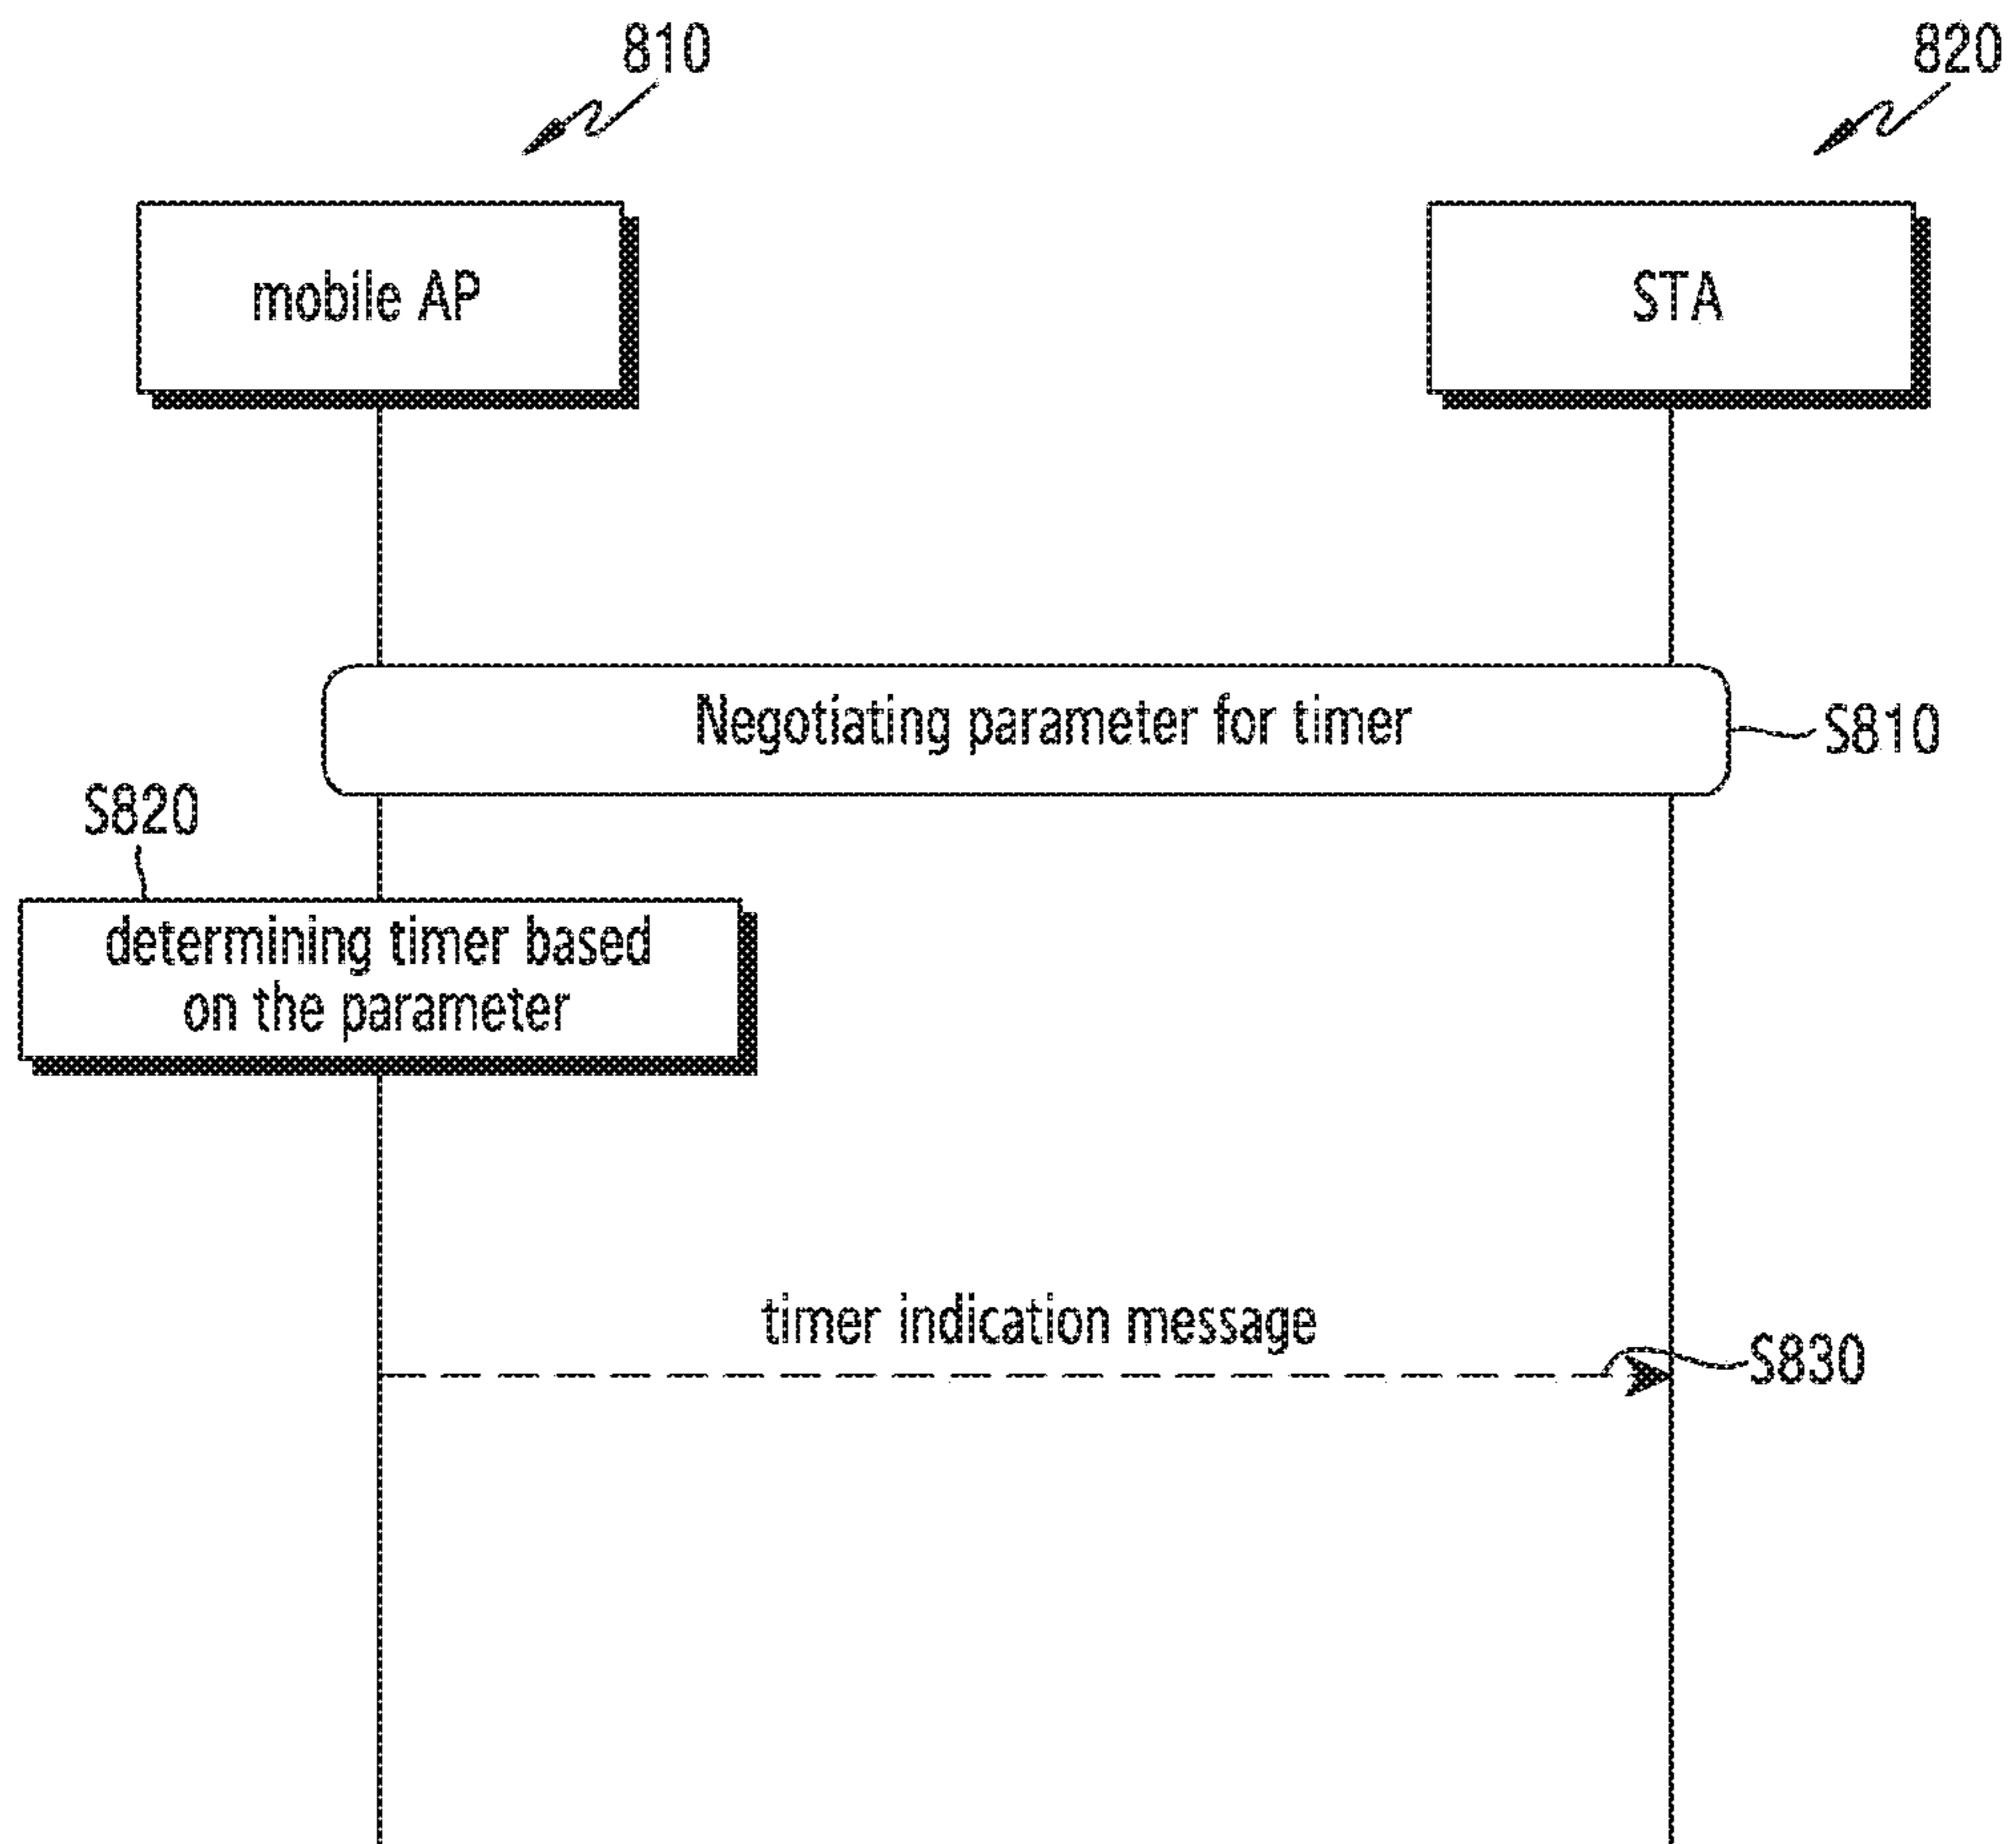 810
820
mobile AP
STA
Negotiating parameter for timer
S810
S820
determining timer based
on the parameter
timer indication message
S830